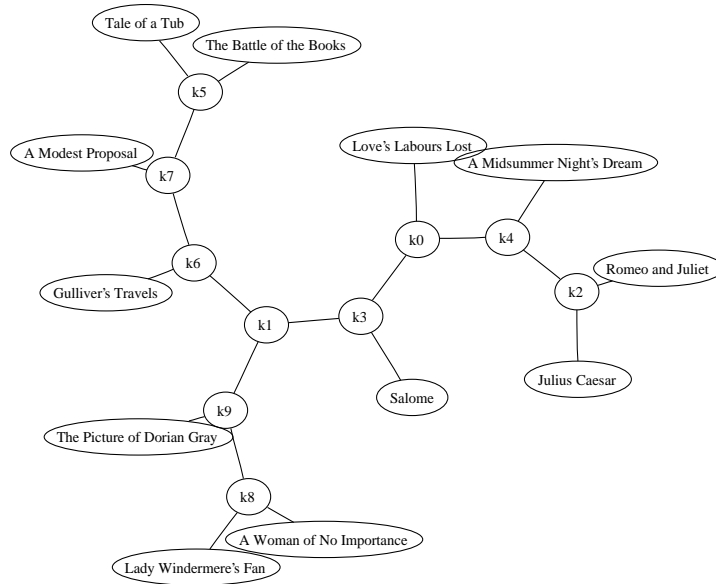 Tale of a Tub
The Battle of the Books
k5
Love's Labours Lost
A Modest Proposal
A Midsummer Night's Dream
k7
k0
k4
k6
Romeo and Juliet
Gulliver's Travels
k2
k1
k3
Julius Caesar
Salome
k9
The Picture of Dorian Gray
k8
A Woman of No Importance
Lady Windermere's Fan